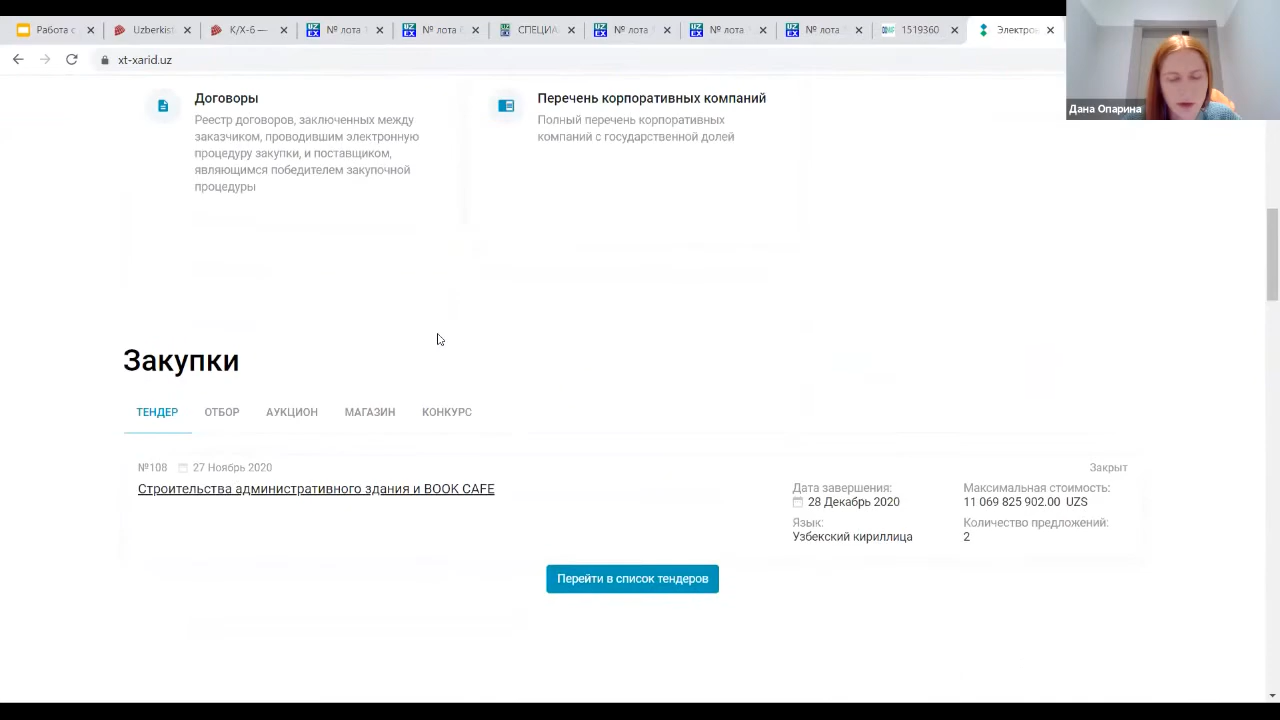 Работа с
Uzberkist
Р/К/Х-6 —
№ лота
№ лота
СПЕЦИАЛ
№ лота
№ лота
№ лота
1519360
Электрон
xt-xarid.uz
Дана Опарина
Договоры
Реестр договоров, заключенных между
заказчиком, проводившим электронную
процедуру закупки, и поставщиком,
являющимся победителем закупочной
процедуры
Перечень корпоративных компаний
Полный перечень корпоративных
компаний с государственной долей
Закупки
ТЕНДЕР ОТБОР АУКЦИОН МАГАЗИН КОНКУРС
№108 27 Ноябрь 2020
Закрыт
Строительства административного здания и BOOK CAFE
Дата завершения:
28 Декабрь 2020
Язык:
Узбекский кириллица
Максимальная стоимость:
11 069 825 902.00 UZS
Количество предложений:
2
Перейти в список тендеров